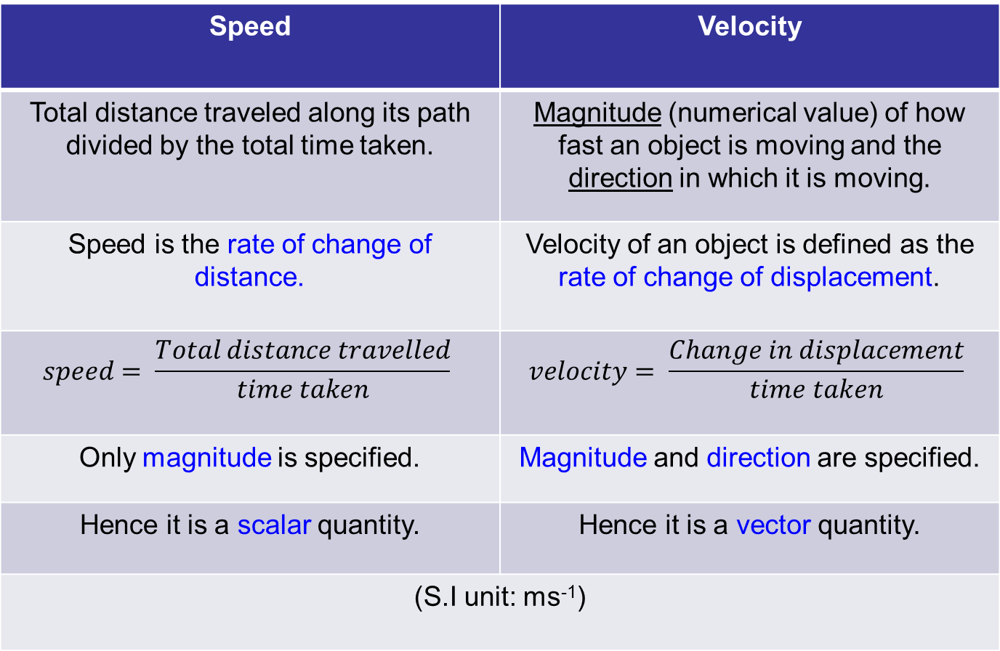 Speed
Velocity
Total distance traveled along its path
divided by the total time taken.
Magnitude (numerical value) of how
fast an object is moving and the
direction in which it is moving.
Speed is the rate of change of
distance.
Velocity of an object is defined as the
rate of change of displacement.
speed = Total distance travelled / time taken
velocity = Change in displacement / time taken
Only magnitude is specified.
Magnitude and direction are specified.
Hence it is a scalar quantity.
Hence it is a vector quantity.
(S.I unit: ms⁻¹)